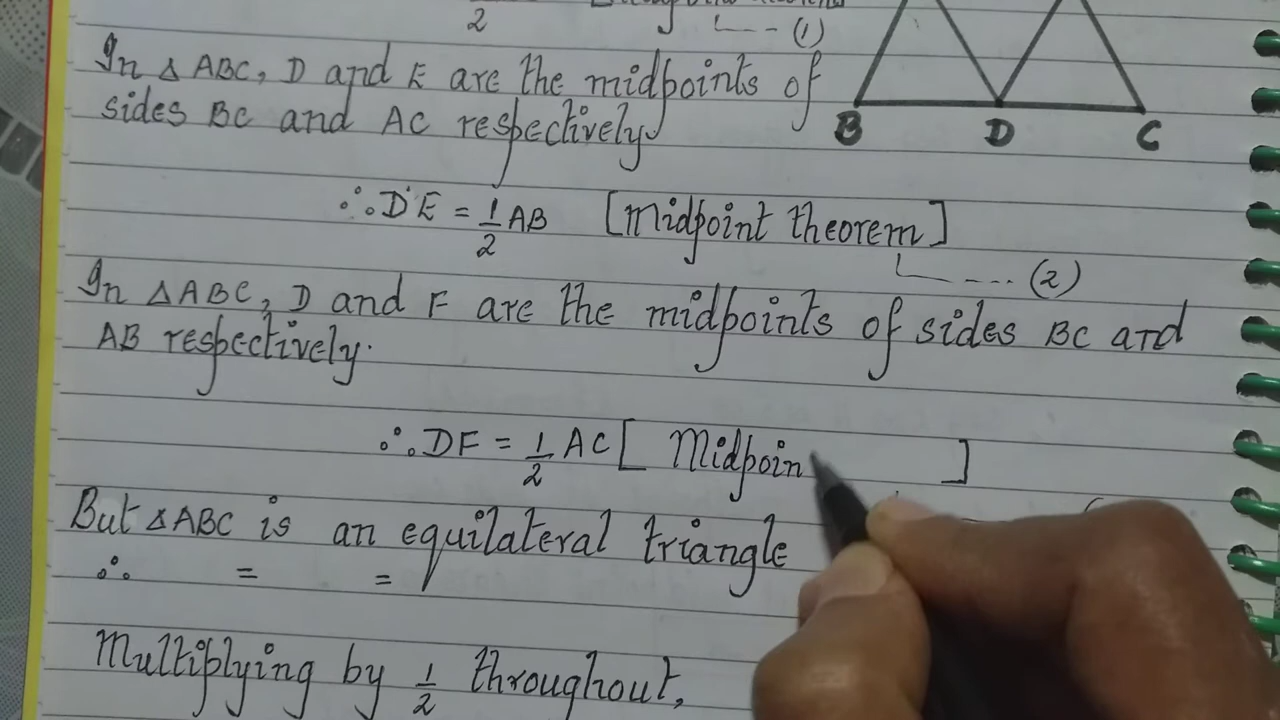 2
(1)
In △ ABC, D and E are the midpoints of
sides BC and AC respectively
B D C
∴ DE = 1/2 AB [Midpoint theorem]
(2)
In △ABC, D and F are the midpoints of sides BC and
AB respectively.
∴ DF = 1/2 AC [ Midpoin ]
But △ABC is an equilateral triangle
∴ = =
Multiplying by 1/2 throughout,